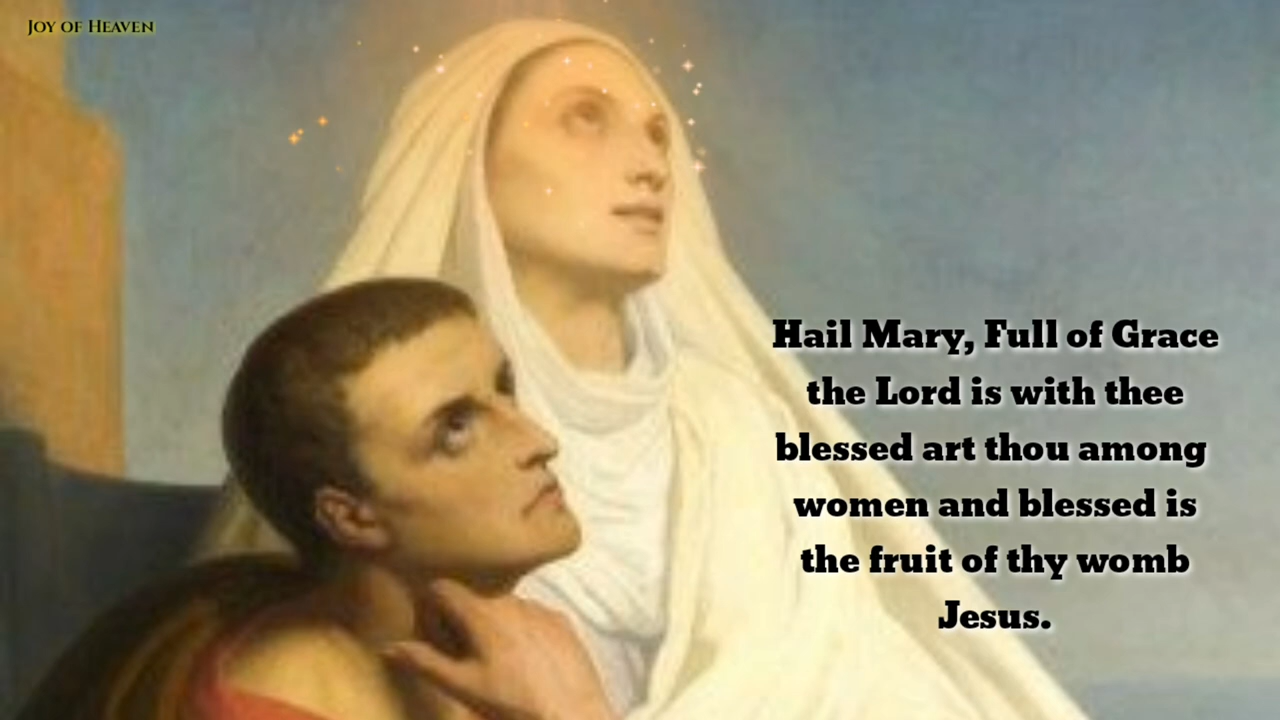 Joy of Heaven
Hail Mary, Full of Grace
the Lord is with thee
blessed art thou among
women and blessed is
the fruit of thy womb
Jesus.